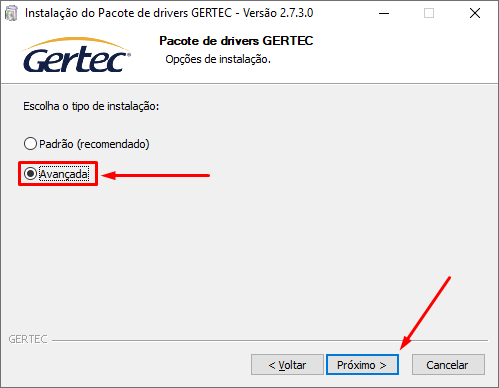 Instalação do Pacote de drivers GERTEC - Versão 2.7.3.0
Gertec
Pacote de drivers GERTEC
Opções de instalação.
Escolha o tipo de instalação:
Padrão (recomendado)
Avançada
GERTEC
< Voltar
Próximo >
Cancelar